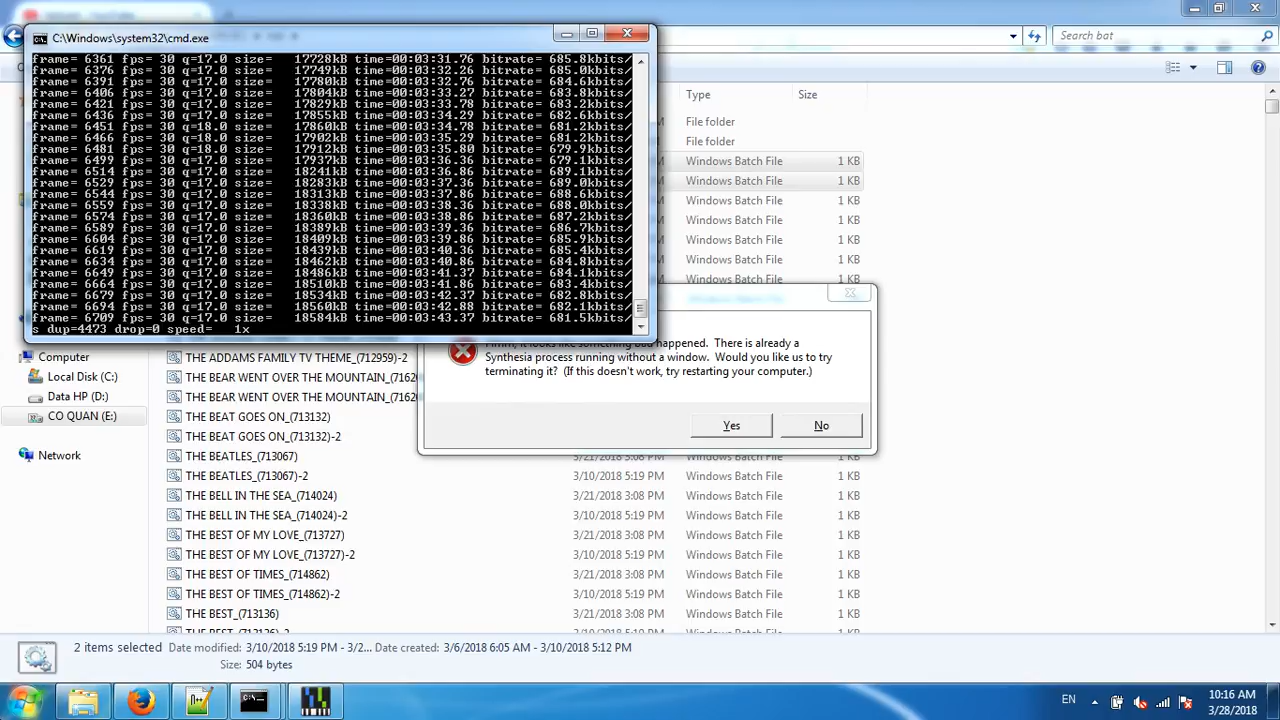 C:\Windows\system32\cmd.exe
frame= 6361 fps= 30 q=17.0 size=   17728kB time=00:03:31.76 bitrate= 685.8kbits/
frame= 6376 fps= 30 q=17.0 size=   17749kB time=00:03:32.26 bitrate= 685.0kbits/
frame= 6391 fps= 30 q=17.0 size=   17780kB time=00:03:32.76 bitrate= 684.6kbits/
frame= 6406 fps= 30 q=17.0 size=   17804kB time=00:03:33.27 bitrate= 683.8kbits/
frame= 6421 fps= 30 q=17.0 size=   17829kB time=00:03:33.78 bitrate= 683.2kbits/
frame= 6436 fps= 30 q=17.0 size=   17855kB time=00:03:34.29 bitrate= 682.6kbits/
frame= 6451 fps= 30 q=18.0 size=   17860kB time=00:03:34.78 bitrate= 681.2kbits/
frame= 6466 fps= 30 q=18.0 size=   17902kB time=00:03:35.29 bitrate= 681.2kbits/
frame= 6481 fps= 30 q=18.0 size=   17912kB time=00:03:35.80 bitrate= 679.9kbits/
frame= 6499 fps= 30 q=17.0 size=   17937kB time=00:03:36.36 bitrate= 679.1kbits/
frame= 6514 fps= 30 q=17.0 size=   18241kB time=00:03:36.86 bitrate= 689.1kbits/
frame= 6529 fps= 30 q=17.0 size=   18283kB time=00:03:37.36 bitrate= 689.0kbits/
frame= 6544 fps= 30 q=17.0 size=   18313kB time=00:03:37.86 bitrate= 688.6kbits/
frame= 6559 fps= 30 q=17.0 size=   18338kB time=00:03:38.36 bitrate= 688.0kbits/
frame= 6574 fps= 30 q=17.0 size=   18360kB time=00:03:38.86 bitrate= 687.2kbits/
frame= 6589 fps= 30 q=17.0 size=   18389kB time=00:03:39.36 bitrate= 686.7kbits/
frame= 6604 fps= 30 q=17.0 size=   18409kB time=00:03:39.86 bitrate= 685.9kbits/
frame= 6619 fps= 30 q=17.0 size=   18439kB time=00:03:40.36 bitrate= 685.4kbits/
frame= 6634 fps= 30 q=17.0 size=   18462kB time=00:03:40.86 bitrate= 684.8kbits/
frame= 6649 fps= 30 q=17.0 size=   18486kB time=00:03:41.37 bitrate= 684.1kbits/
frame= 6664 fps= 30 q=17.0 size=   18510kB time=00:03:41.86 bitrate= 683.4kbits/
frame= 6679 fps= 30 q=17.0 size=   18534kB time=00:03:42.37 bitrate= 682.8kbits/
frame= 6694 fps= 30 q=17.0 size=   18560kB time=00:03:42.88 bitrate= 682.1kbits/
frame= 6709 fps= 30 q=17.0 size=   18584kB time=00:03:43.37 bitrate= 681.5kbits/
s dup=4473 drop=0 speed=   1x
Search bat
Type Size
File folder
File folder
Windows Batch File 1 KB
Windows Batch File 1 KB
Windows Batch File 1 KB
Windows Batch File 1 KB
Windows Batch File 1 KB
Windows Batch File 1 KB
happened. There is already a
Synthesia process running without a window. Would you like us to try
terminating it? (If this doesn't work, try restarting your computer.)
Yes No
Computer
Local Disk (C:)
Data HP (D:)
CO QUAN (E:)
Network
THE ADDAMS FAMILY TV THEME_(712959)-2
THE BEAR WENT OVER THE MOUNTAIN_(7162
THE BEAR WENT OVER THE MOUNTAIN_(7162
THE BEAT GOES ON_(713132)
THE BEAT GOES ON_(713132)-2
THE BEATLES_(713067) 3/21/2018 3:08 PM Windows Batch File 1 KB
THE BEATLES_(713067)-2 3/10/2018 5:19 PM Windows Batch File 1 KB
THE BELL IN THE SEA_(714024) 3/21/2018 3:08 PM Windows Batch File 1 KB
THE BELL IN THE SEA_(714024)-2 3/10/2018 5:19 PM Windows Batch File 1 KB
THE BEST OF MY LOVE_(713727) 3/21/2018 3:08 PM Windows Batch File 1 KB
THE BEST OF MY LOVE_(713727)-2 3/10/2018 5:19 PM Windows Batch File 1 KB
THE BEST OF TIMES_(714862) 3/21/2018 3:08 PM Windows Batch File 1 KB
THE BEST OF TIMES_(714862)-2 3/10/2018 5:19 PM Windows Batch File 1 KB
THE BEST_(713136) 3/21/2018 3:08 PM Windows Batch File 1 KB
2 items selected Date modified: 3/10/2018 5:19 PM - 3/2... Date created: 3/6/2018 6:05 AM - 3/10/2018 5:12 PM
Size: 504 bytes
EN
10:16 AM
3/28/2018